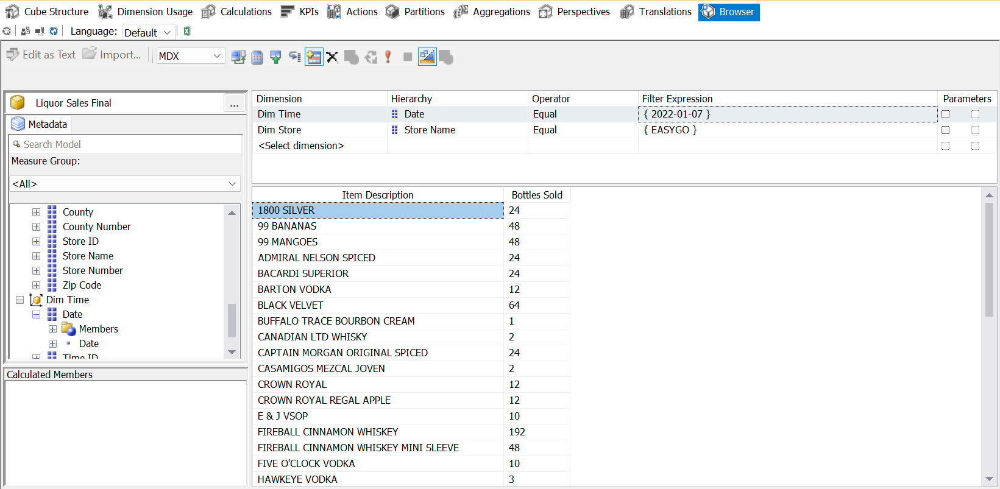 Cube Structure Dimension Usage Calculations KPIs Actions Partitions Aggregations Perspectives Translations Browser
Language: Default
Edit as Text Import... MDX
Liquor Sales Final ...
Metadata
Search Model
Measure Group:
<All>
County
County Number
Store ID
Store Name
Store Number
Zip Code
Dim Time
Date
Members
Date
Time ID
Calculated Members
Dimension Hierarchy Operator Filter Expression Parameters
Dim Time Date Equal { 2022-01-07 }
Dim Store Store Name Equal { EASYGO }
<Select dimension>
Item Description Bottles Sold
1800 SILVER 24
99 BANANAS 48
99 MANGOES 48
ADMIRAL NELSON SPICED 24
BACARDI SUPERIOR 24
BARTON VODKA 12
BLACK VELVET 64
BUFFALO TRACE BOURBON CREAM 1
CANADIAN LTD WHISKY 2
CAPTAIN MORGAN ORIGINAL SPICED 24
CASAMIGOS MEZCAL JOVEN 2
CROWN ROYAL 12
CROWN ROYAL REGAL APPLE 12
E & J VSOP 10
FIREBALL CINNAMON WHISKEY 192
FIREBALL CINNAMON WHISKEY MINI SLEEVE 48
FIVE O'CLOCK VODKA 10
HAWKEYE VODKA 3